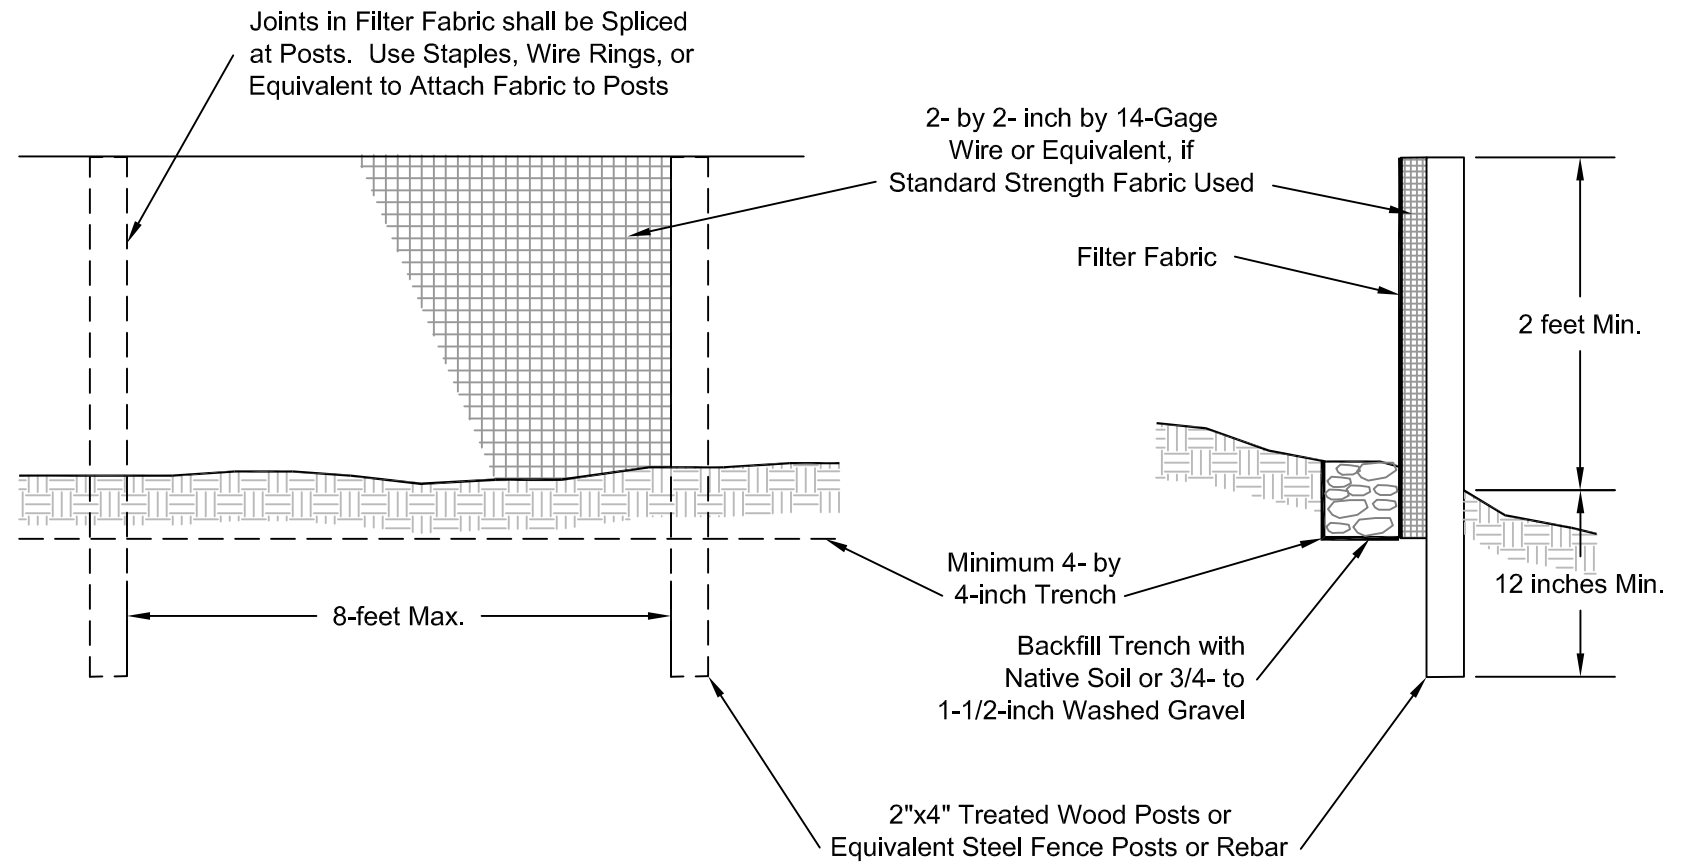 Joints in Filter Fabric shall be Spliced
at Posts. Use Staples, Wire Rings, or
Equivalent to Attach Fabric to Posts
2- by 2- inch by 14-Gage
Wire or Equivalent, if
Standard Strength Fabric Used
Filter Fabric
2 feet Min.
Minimum 4- by
4-inch Trench
12 inches Min.
8-feet Max.
Backfill Trench with
Native Soil or 3/4- to
1-1/2-inch Washed Gravel
2"x4" Treated Wood Posts or
Equivalent Steel Fence Posts or Rebar